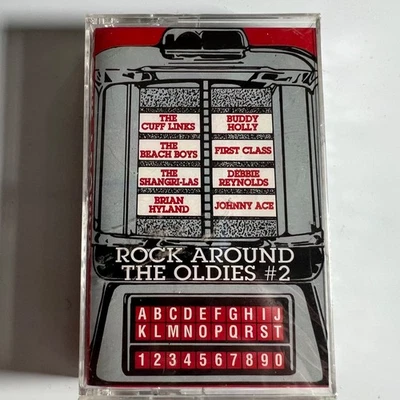 THE
CUFF LINKS
BUDDY
HOLLY
THE
BEACH BOYS
FIRST CLASS
THE
SHANGRI-LAS
DEBBIE
REYNOLDS
BRIAN
HYLAND
JOHNNY ACE
ROCK AROUND
THE OLDIES #2
ABCDEFGHIJ
KLMNOPQRST
1234567890